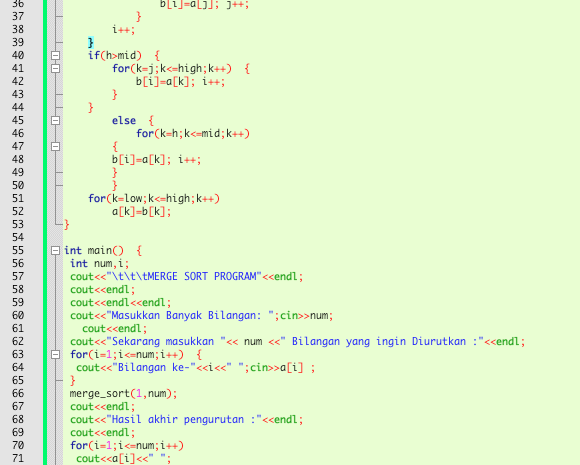 36 b[i]=a[j]; j++;
37 }
38 i++;
39 }
40 if(h>mid) {
41 for(k=j;k<=high;k++) {
42 b[i]=a[k]; i++;
43 }
44 }
45 else {
46 for(k=h;k<=mid;k++)
47 {
48 b[i]=a[k]; i++;
49 }
50 }
51 for(k=low;k<=high;k++)
52 a[k]=b[k];
53 }
54
55 int main() {
56 int num,i;
57 cout<<"\t\t\tMERGE SORT PROGRAM"<<endl;
58 cout<<endl;
59 cout<<endl<<endl;
60 cout<<"Masukkan Banyak Bilangan: ";cin>>num;
61 cout<<endl;
62 cout<<"Sekarang masukkan "<< num <<" Bilangan yang ingin Diurutkan :"<<endl;
63 for(i=1;i<=num;i++) {
64 cout<<"Bilangan ke-"<<i<<" ";cin>>a[i] ;
65 }
66 merge_sort(1,num);
67 cout<<endl;
68 cout<<"Hasil akhir pengurutan :"<<endl;
69 cout<<endl;
70 for(i=1;i<=num;i++)
71 cout<<a[i]<<" ";